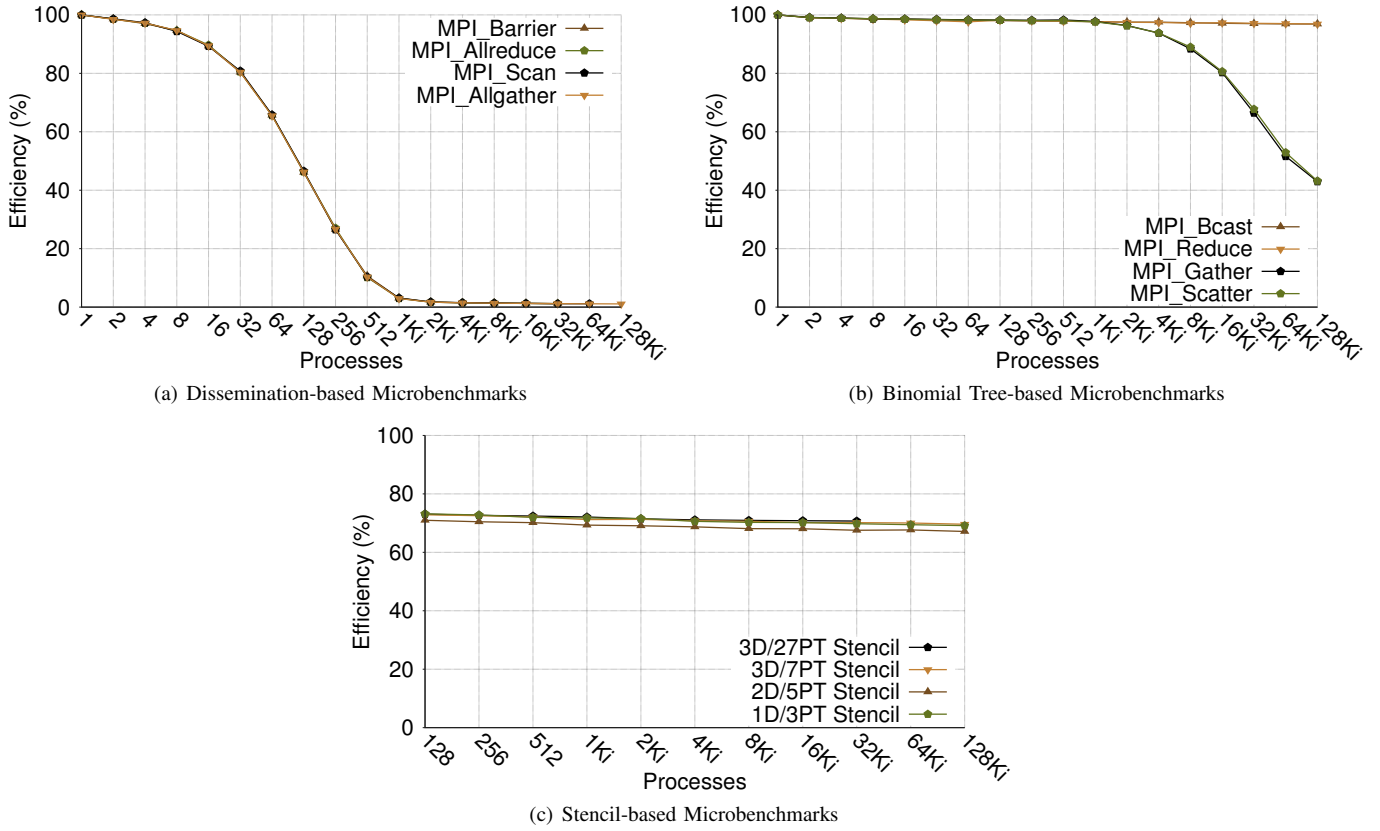 100
80
60
40
20
0
Efficiency (%)
MPI_Barrier
MPI_Allreduce
MPI_Scan
MPI_Allgather
1 2 4 8 16 32 64 128 256 512 1Ki 2Ki 4Ki 8Ki 16Ki 32Ki 64Ki 128Ki
Processes
(a) Dissemination-based Microbenchmarks
100
80
60
40
20
0
Efficiency (%)
MPI_Bcast
MPI_Reduce
MPI_Gather
MPI_Scatter
1 2 4 8 16 32 64 128 256 512 1Ki 2Ki 4Ki 8Ki 16Ki 32Ki 64Ki 128Ki
Processes
(b) Binomial Tree-based Microbenchmarks
100
80
60
40
20
0
Efficiency (%)
3D/27PT Stencil
3D/7PT Stencil
2D/5PT Stencil
1D/3PT Stencil
128 256 512 1Ki 2Ki 4Ki 8Ki 16Ki 32Ki 64Ki 128Ki
Processes
(c) Stencil-based Microbenchmarks